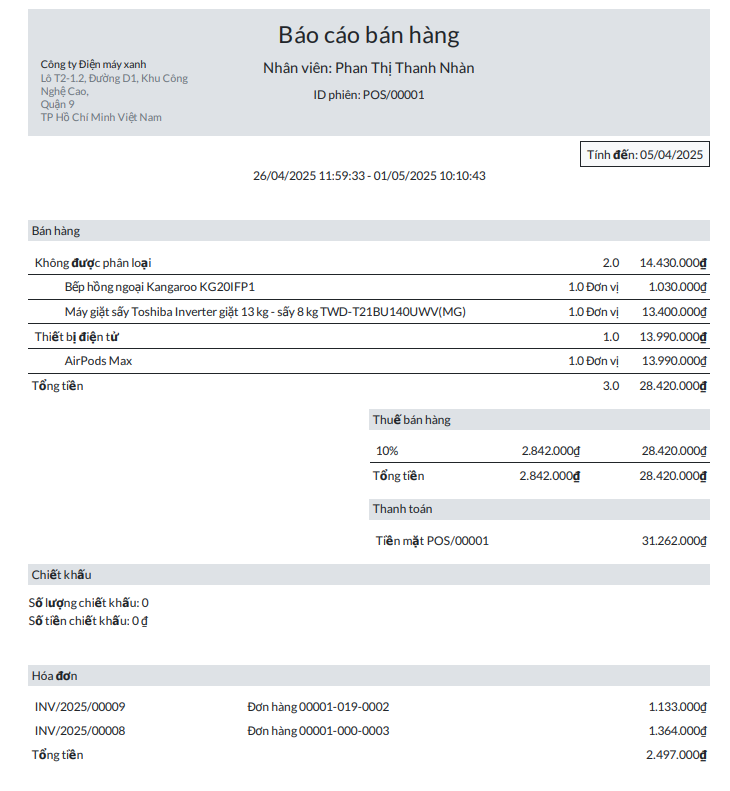 Báo cáo bán hàng
Công ty Điện máy xanh
Lô T2-1.2, Đường D1, Khu Công
Nghệ Cao,
Quận 9
TP Hồ Chí Minh Việt Nam
Nhân viên: Phan Thị Thanh Nhàn
ID phiên: POS/00001
Tính đến: 05/04/2025
26/04/2025 11:59:33 - 01/05/2025 10:10:43
Bán hàng
Không được phân loại 2.0 14.430.000₫
Bếp hồng ngoại Kangaroo KG20IFP1 1.0 Đơn vị 1.030.000₫
Máy giặt sấy Toshiba Inverter giặt 13 kg - sấy 8 kg TWD-T21BU140UWV(MG) 1.0 Đơn vị 13.400.000₫
Thiết bị điện tử 1.0 13.990.000₫
AirPods Max 1.0 Đơn vị 13.990.000₫
Tổng tiền 3.0 28.420.000₫
Thuế bán hàng
10% 2.842.000₫ 28.420.000₫
Tổng tiền 2.842.000₫ 28.420.000₫
Thanh toán
Tiền mặt POS/00001 31.262.000₫
Chiết khấu
Số lượng chiết khấu: 0
Số tiền chiết khấu: 0 ₫
Hóa đơn
INV/2025/00009 Đơn hàng 00001-019-0002 1.133.000₫
INV/2025/00008 Đơn hàng 00001-000-0003 1.364.000₫
Tổng tiền 2.497.000₫